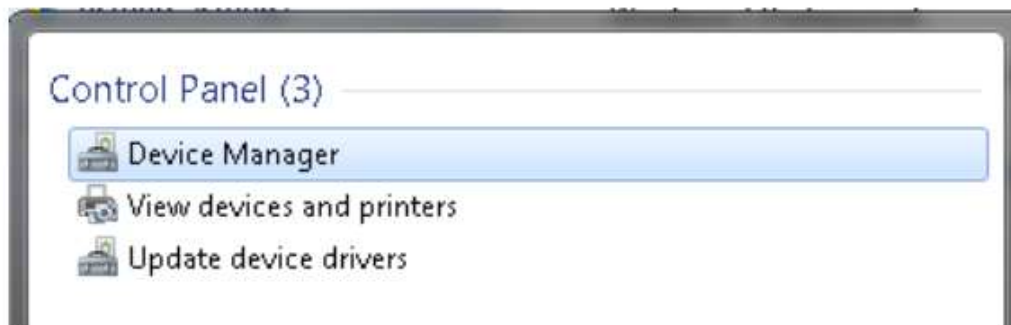 Control Panel (3)
Device Manager
View devices and printers
Update device drivers